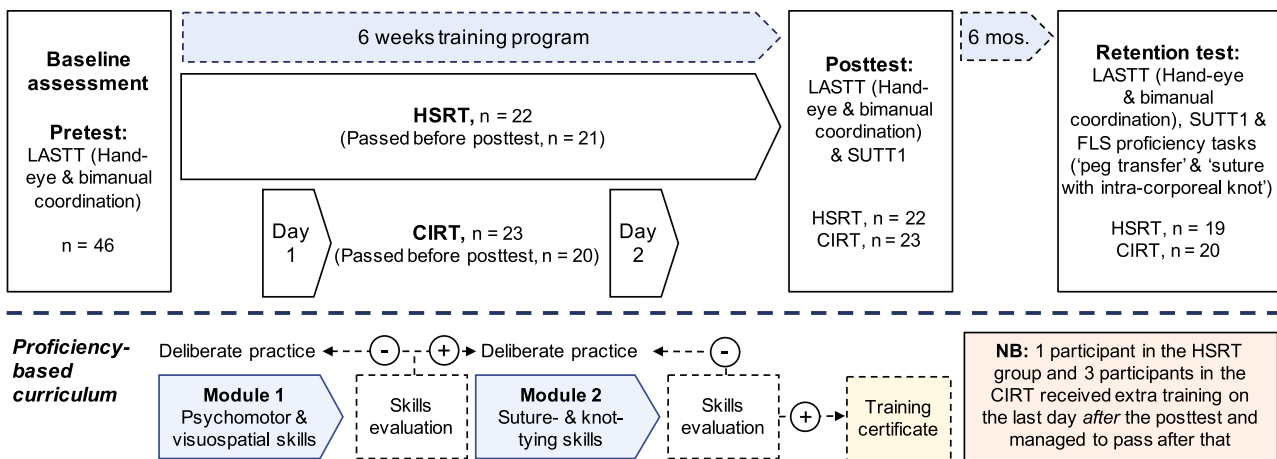 Baseline
assessment
Pretest:
LASTT (Hand-
eye & bimanual
coordination)
n = 46
6 weeks training program
HSRT, n = 22
(Passed before posttest, n = 21)
Day
1
CIRT, n = 23
(Passed before posttest, n = 20)
Day
2
Posttest:
LASTT (Hand-
eye & bimanual
coordination)
& SUTT1
HSRT, n = 22
CIRT, n = 23
6 mos.
Retention test:
LASTT (Hand-eye
& bimanual
coordination), SUTT1 &
FLS proficiency tasks
(‘peg transfer’ & ‘suture
with intra-corporeal knot’)
HSRT, n = 19
CIRT, n = 20
Proficiency-
based
curriculum
Deliberate practice
-
+
Deliberate practice
-
Module 1
Psychomotor &
visuospatial skills
Skills
evaluation
Module 2
Suture- & knot-
tying skills
Skills
evaluation
+
Training
certificate
NB: 1 participant in the HSRT
group and 3 participants in the
CIRT received extra training on
the last day after the posttest and
managed to pass after that